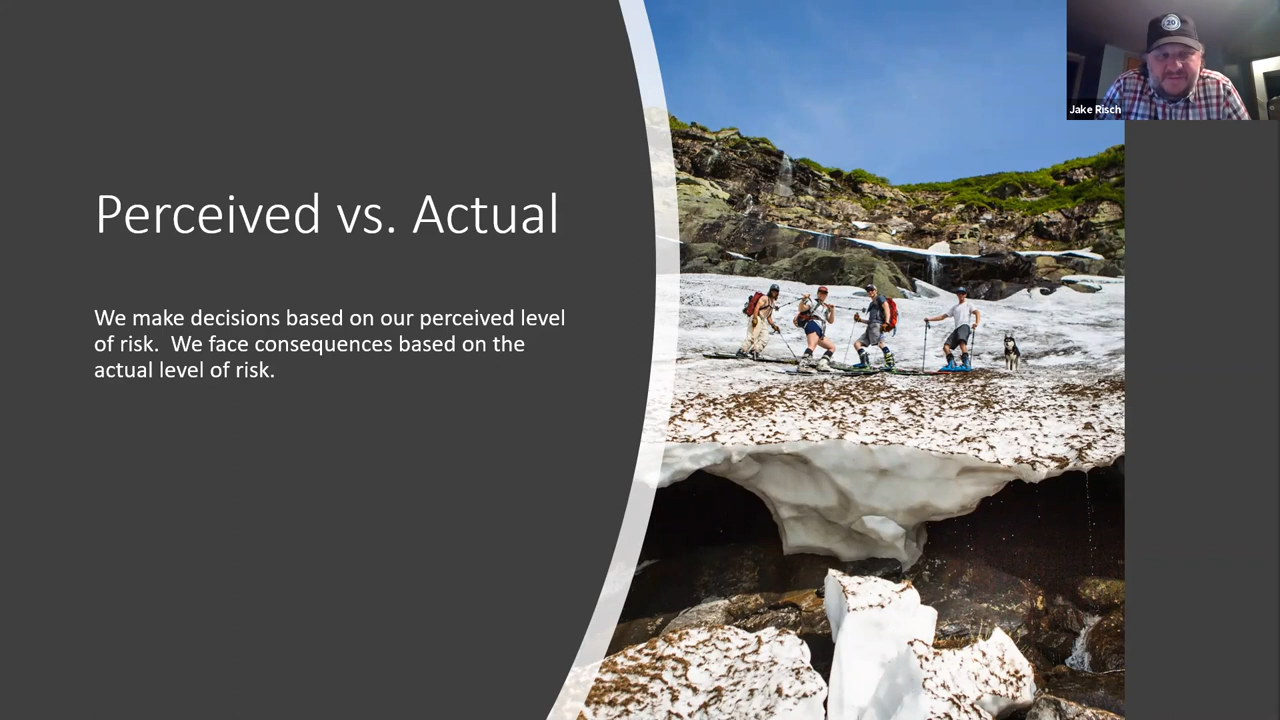 Perceived vs. Actual
We make decisions based on our perceived level
of risk.  We face consequences based on the
actual level of risk.
Jake Risch
20